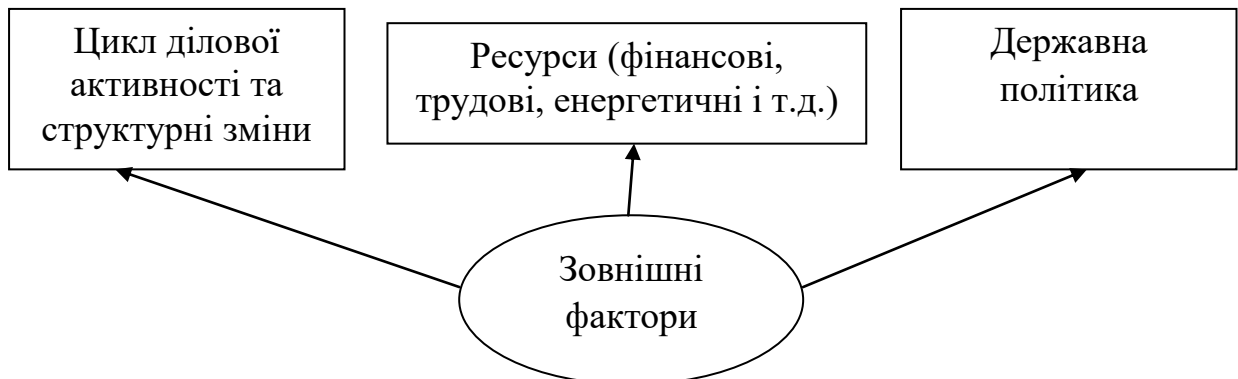 Цикл ділової
активності та
структурні зміни
Ресурси (фінансові,
трудові, енергетичні і т.д.)
Державна
політика
Зовнішні
фактори